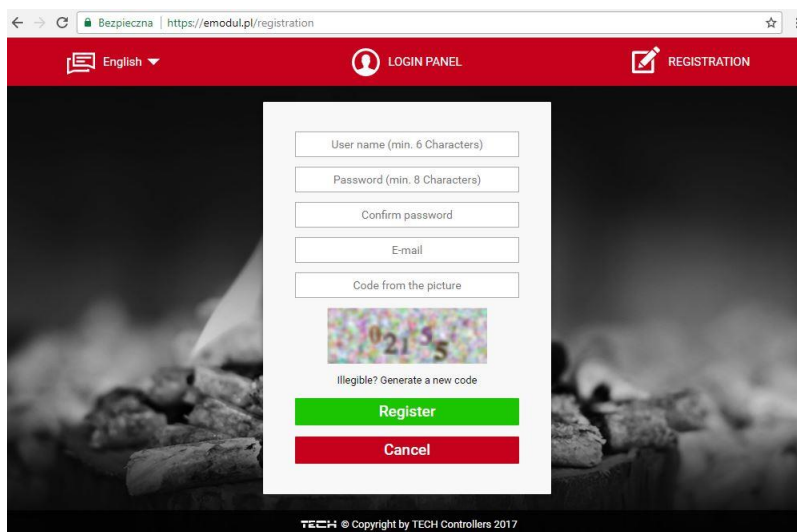 Bezpieczna | https://emodul.pl/registration
English
LOGIN PANEL
REGISTRATION
User name (min. 6 Characters)
Password (min. 8 Characters)
Confirm password
E-mail
Code from the picture
02155
Illegible? Generate a new code
Register
Cancel
TECH © Copyright by TECH Controllers 2017